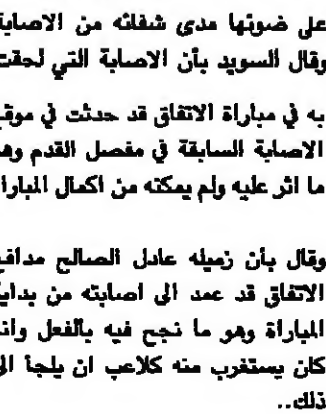 على ضوئها مدى شفائه من الاصابة
وقال السويد بأن الاصابة التي لحقت
به في مباراة الاتفاق قد حدثت في موقع
الاصابة السابقة في مفصل القدم وهو
ما اثر عليه ولم يمكنه من اكمال المباراة
وقال بأن زميله عادل الصالح مدافع
الاتفاق قد عمد الى اصابته من بداية
المباراة وهو ما نجح فيه بالفعل وانه
كان يستغرب منه كلاعب ان يلجأ الى
ذلك..